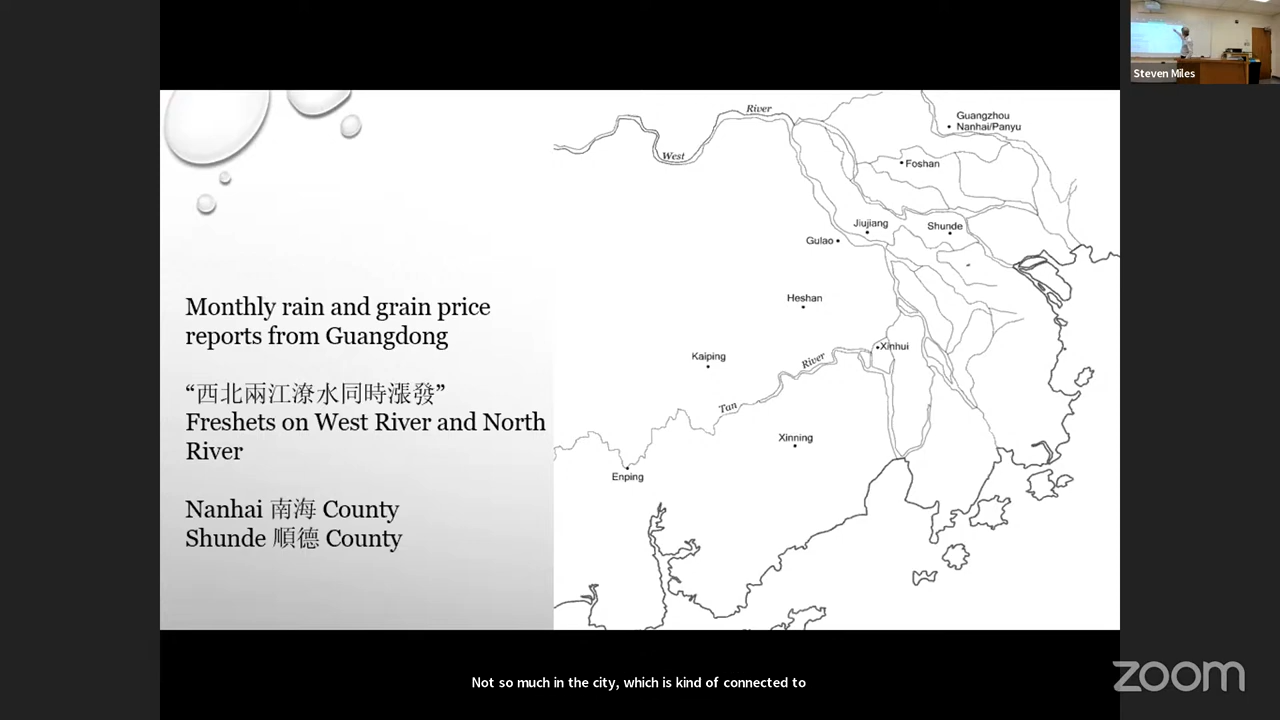 Steven Miles
Monthly rain and grain price
reports from Guangdong
“西北兩江潦水同時漲發”
Freshets on West River and North
River
Nanhai 南海 County
Shunde 順德 County
River
West
Guangzhou
Nanhai/Panyu
Foshan
Jiujiang
Shunde
Gulao
Heshan
Xinhui
Kaiping
River
Tan
Xinning
Enping
Not so much in the city, which is kind of connected to
zoom